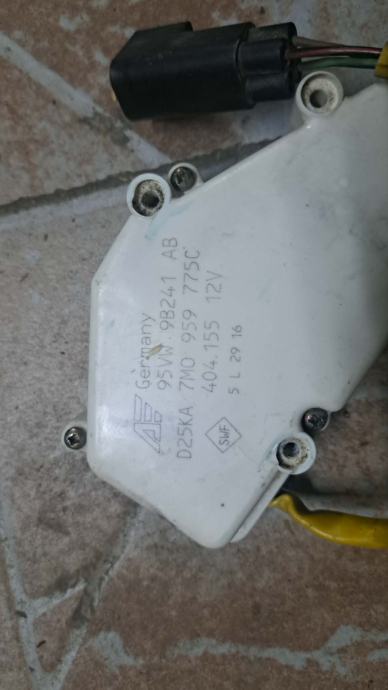 Germany
95VW 9B241 AB
D25KA 7M0 959 775C
404.155 12V
5 L 29 16
SWF